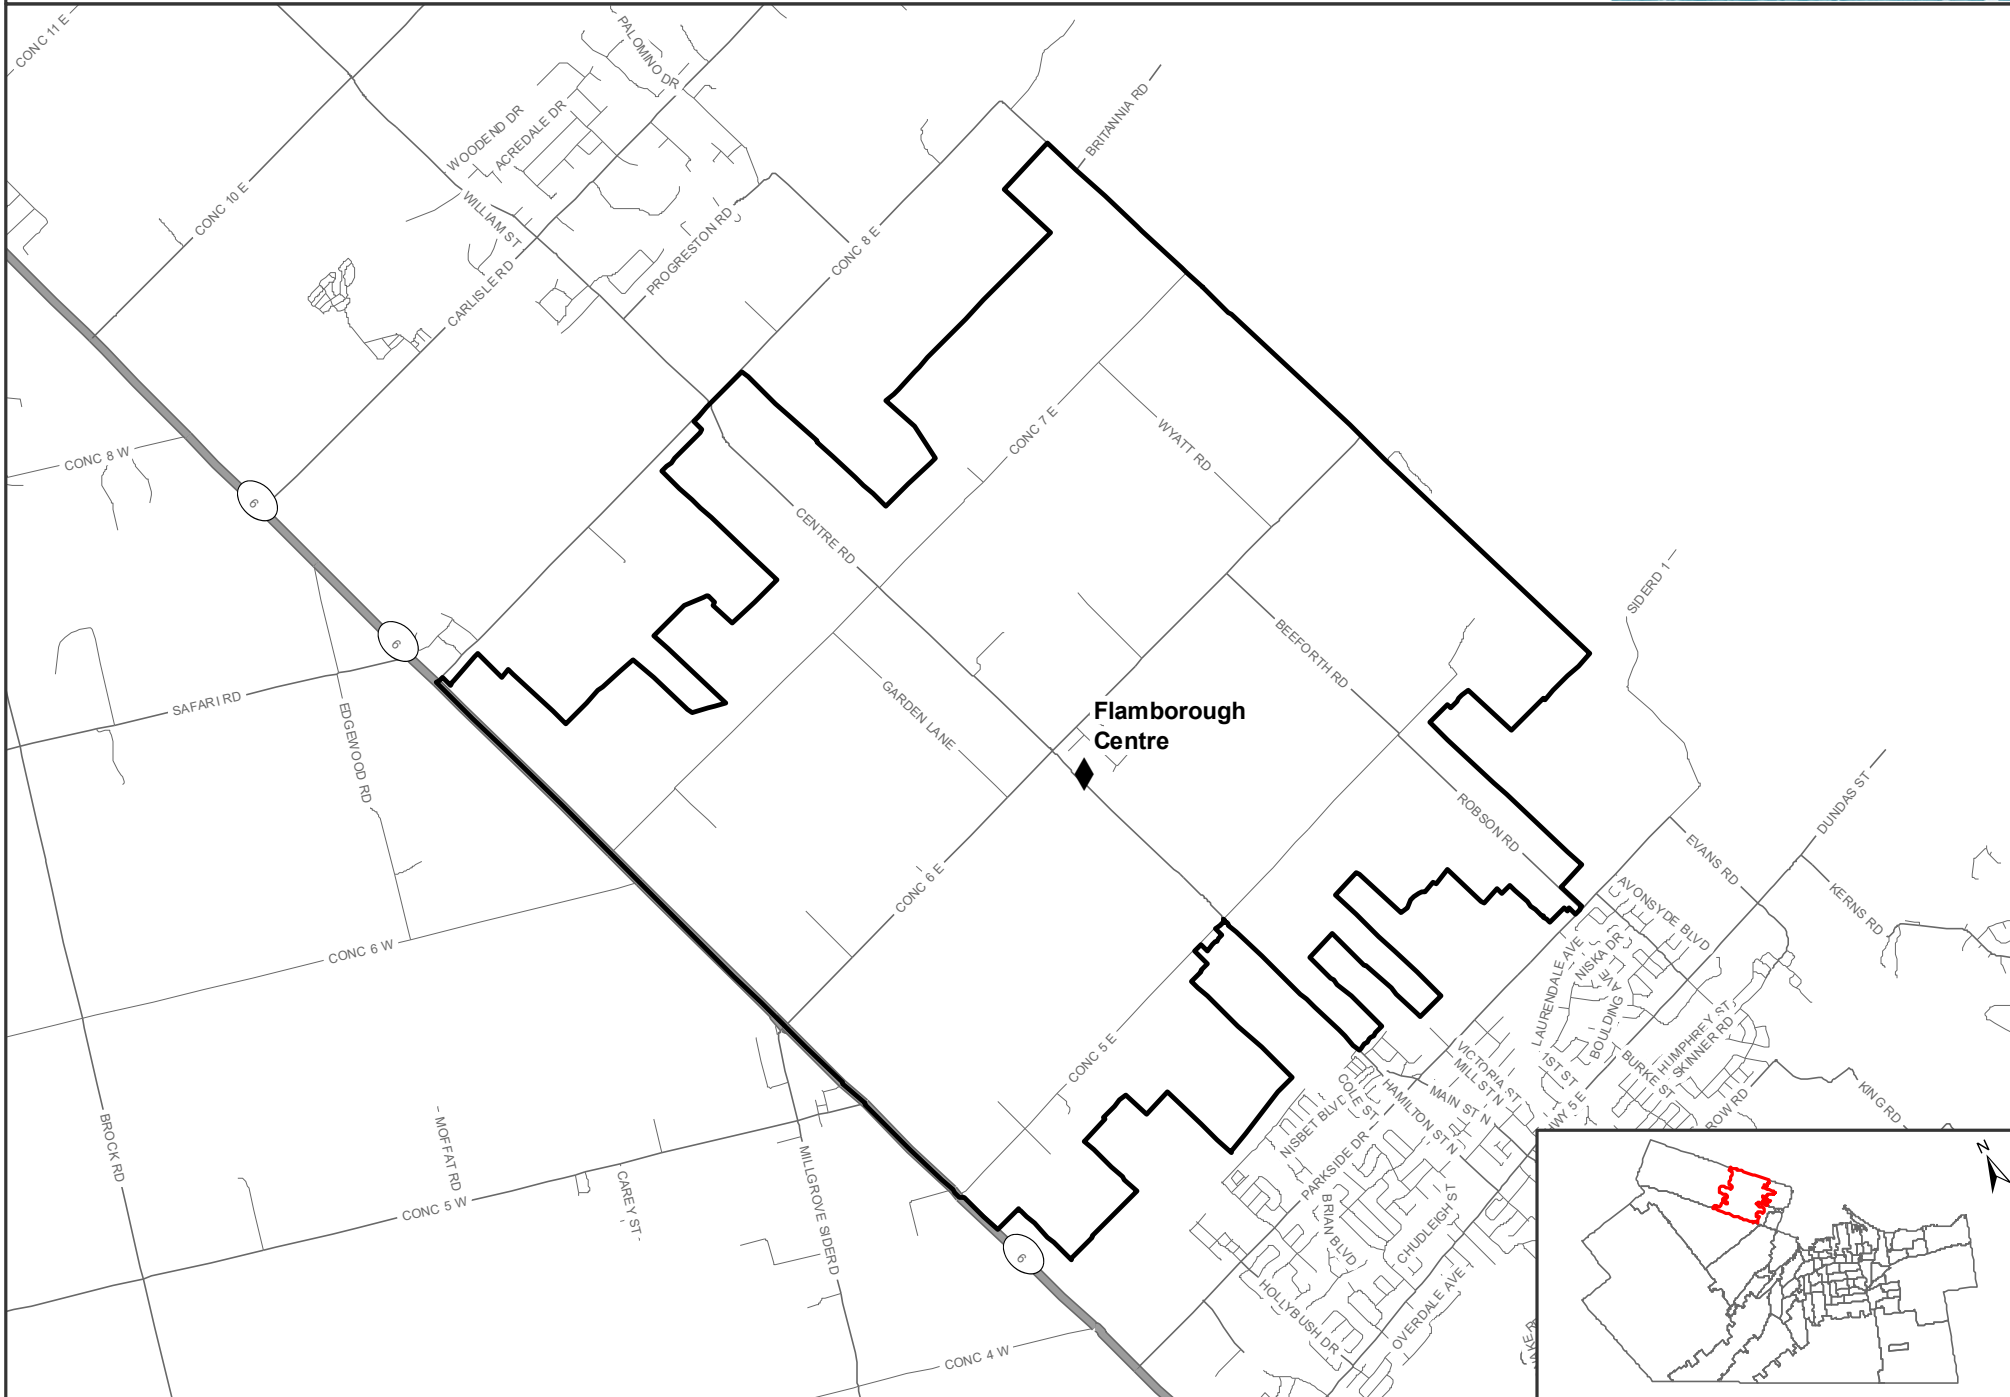 CONC 11 E
PALOMINO DR
WOODEND DR
ACREDALE DR
BRITANNIA RD
CONC 10 E
WILLIAM ST
PROGRESTON RD
CONC 8 E
CARLISLE RD
CONC 8 W
6
CONC 7 E
WYATT RD
CENTRE RD
SIDERD 1
6
BEEFORTH RD
SAFARI RD
EDGEWOOD RD
GARDEN LANE
Flamborough
Centre
ROBSON RD
DUNDAS ST
EVANS RD
KERNS RD
AVONSYDE BLVD
CONC 6 E
CONC 6 W
LAURENDALE AVE
NISKA DR
BOULDING AVE
HUMPHREY ST
SKINNER RD
CONC 5 E
VICTORIA ST
MILL ST N
1ST ST
BURKE ST
KING RD
COLE ST
HAMILTON ST N
MAIN ST N
HWY 5 E
NISBET BLVD
PARKSIDE DR
BROCK RD
MOFFAT RD
CAREY ST
MILLGROVE SIDERD
CONC 5 W
BRIAN BLVD
CHUDLEIGH ST
6
HOLLYBUSH DR
OVERDALE AVE
CONC 4 W
N